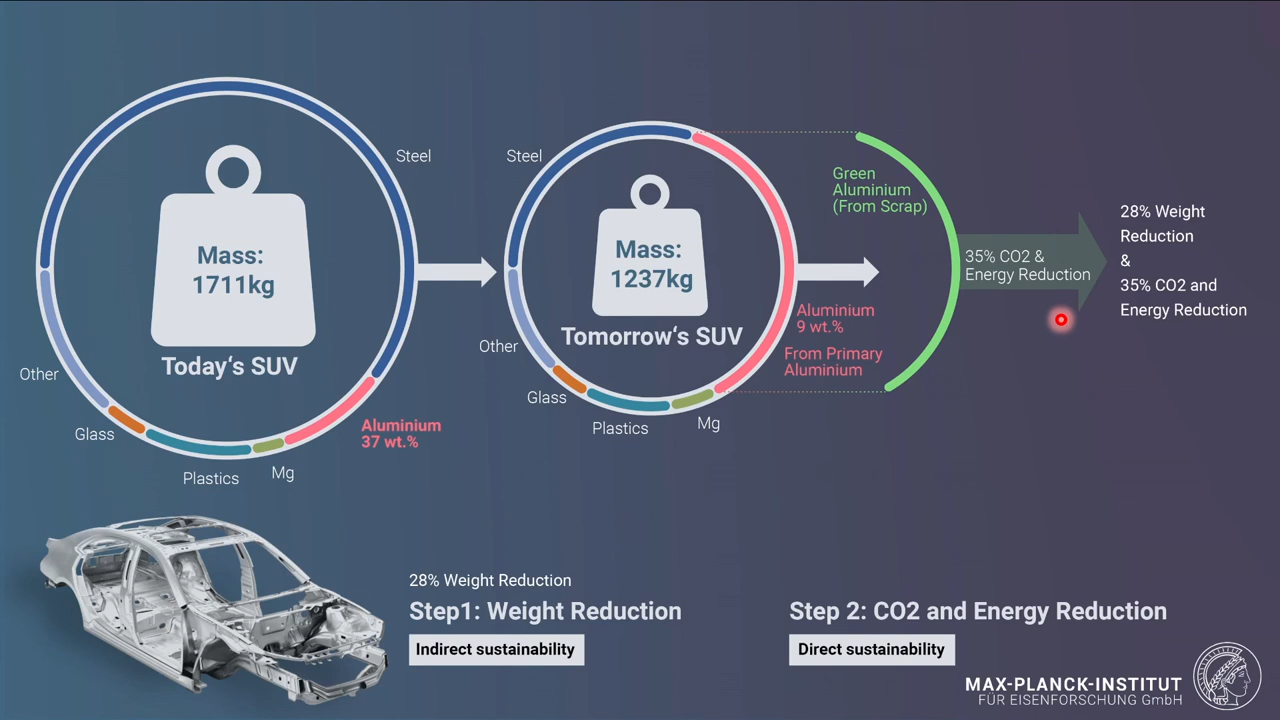 Steel
Mass:
1711kg
Today‘s SUV
Other
Glass
Plastics
Mg
Aluminium
37 wt.%
Steel
Mass:
1237kg
Tomorrow‘s SUV
Other
Glass
Plastics
Mg
Aluminium
9 wt.%
From Primary
Aluminium
Green
Aluminium
(From Scrap)
35% CO2 &
Energy Reduction
28% Weight
Reduction
&
35% CO2 and
Energy Reduction
28% Weight Reduction
Step1: Weight Reduction
Indirect sustainability
Step 2: CO2 and Energy Reduction
Direct sustainability
MAX-PLANCK-INSTITUT
FÜR EISENFORSCHUNG GmbH